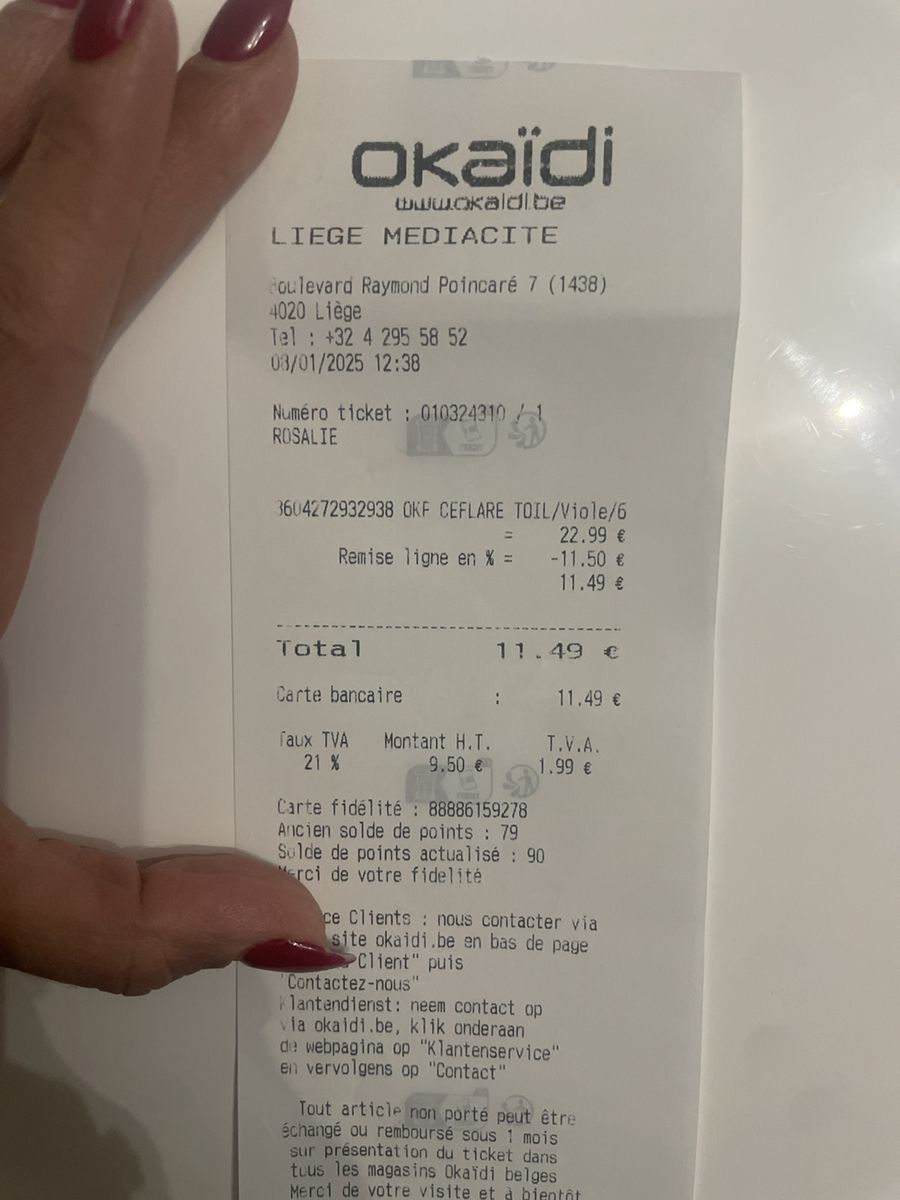 okaïdi
www.okaidi.be
LIEGE MEDIACITE
Boulevard Raymond Poincaré 7 (1438)
4020 Liège
Tel : +32 4 295 58 52
03/01/2025 12:38
Numéro ticket : 010324310 / 1
ROSALIE
3604272932938 OKF CEFLARE TOIL/Viole/6
= 22.99 €
Remise ligne en % = -11.50 €
11.49 €
Total 11.49 €
Carte bancaire : 11.49 €
Taux TVA Montant H.T. T.V.A.
21 % 9.50 € 1.99 €
Carte fidélité : 88886159278
Ancien solde de points : 79
Solde de points actualisé : 90
Merci de votre fidelité
ce Clients : nous contacter via
site okaidi.be en bas de page
Client" puis
"Contactez-nous"
Klantendienst: neem contact op
via okaidi.be, klik onderaan
de webpagina op "Klantenservice"
en vervolgens op "Contact"
Tout article non porté peut être
échangé ou remboursé sous 1 mois
sur présentation du ticket dans
tous les magasins Okaïdi belges
Merci de votre visite et à bientôt